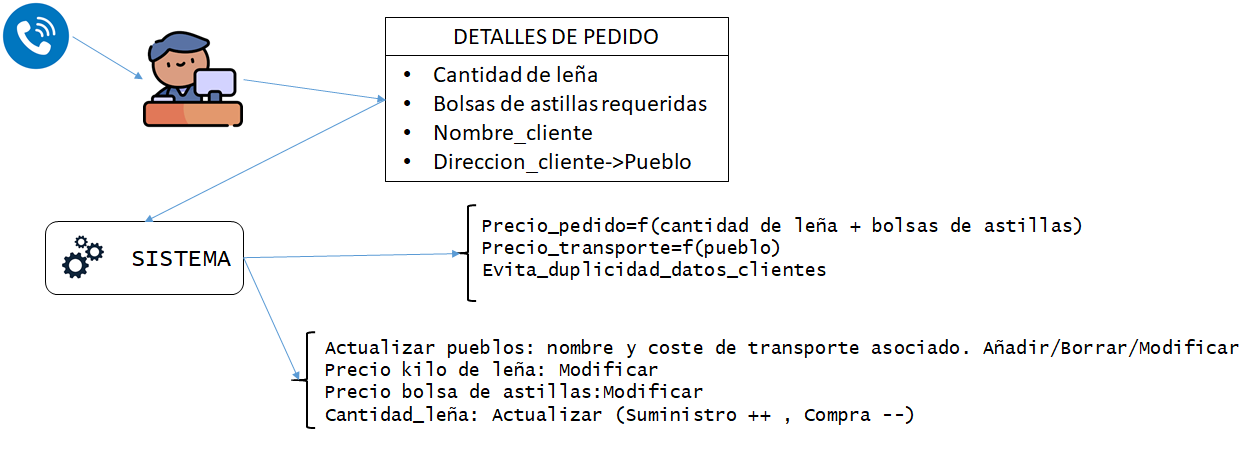 DETALLES DE PEDIDO
• Cantidad de leña
• Bolsas de astillas requeridas
• Nombre_cliente
• Direccion_cliente->Pueblo
SISTEMA
Precio_pedido=f(cantidad de leña + bolsas de astillas)
Precio_transporte=f(pueblo)
Evita_duplicidad_datos_clientes
Actualizar pueblos: nombre y coste de transporte asociado. Añadir/Borrar/Modificar
Precio kilo de leña: Modificar
Precio bolsa de astillas:Modificar
Cantidad_leña: Actualizar (Suministro ++ , Compra --)